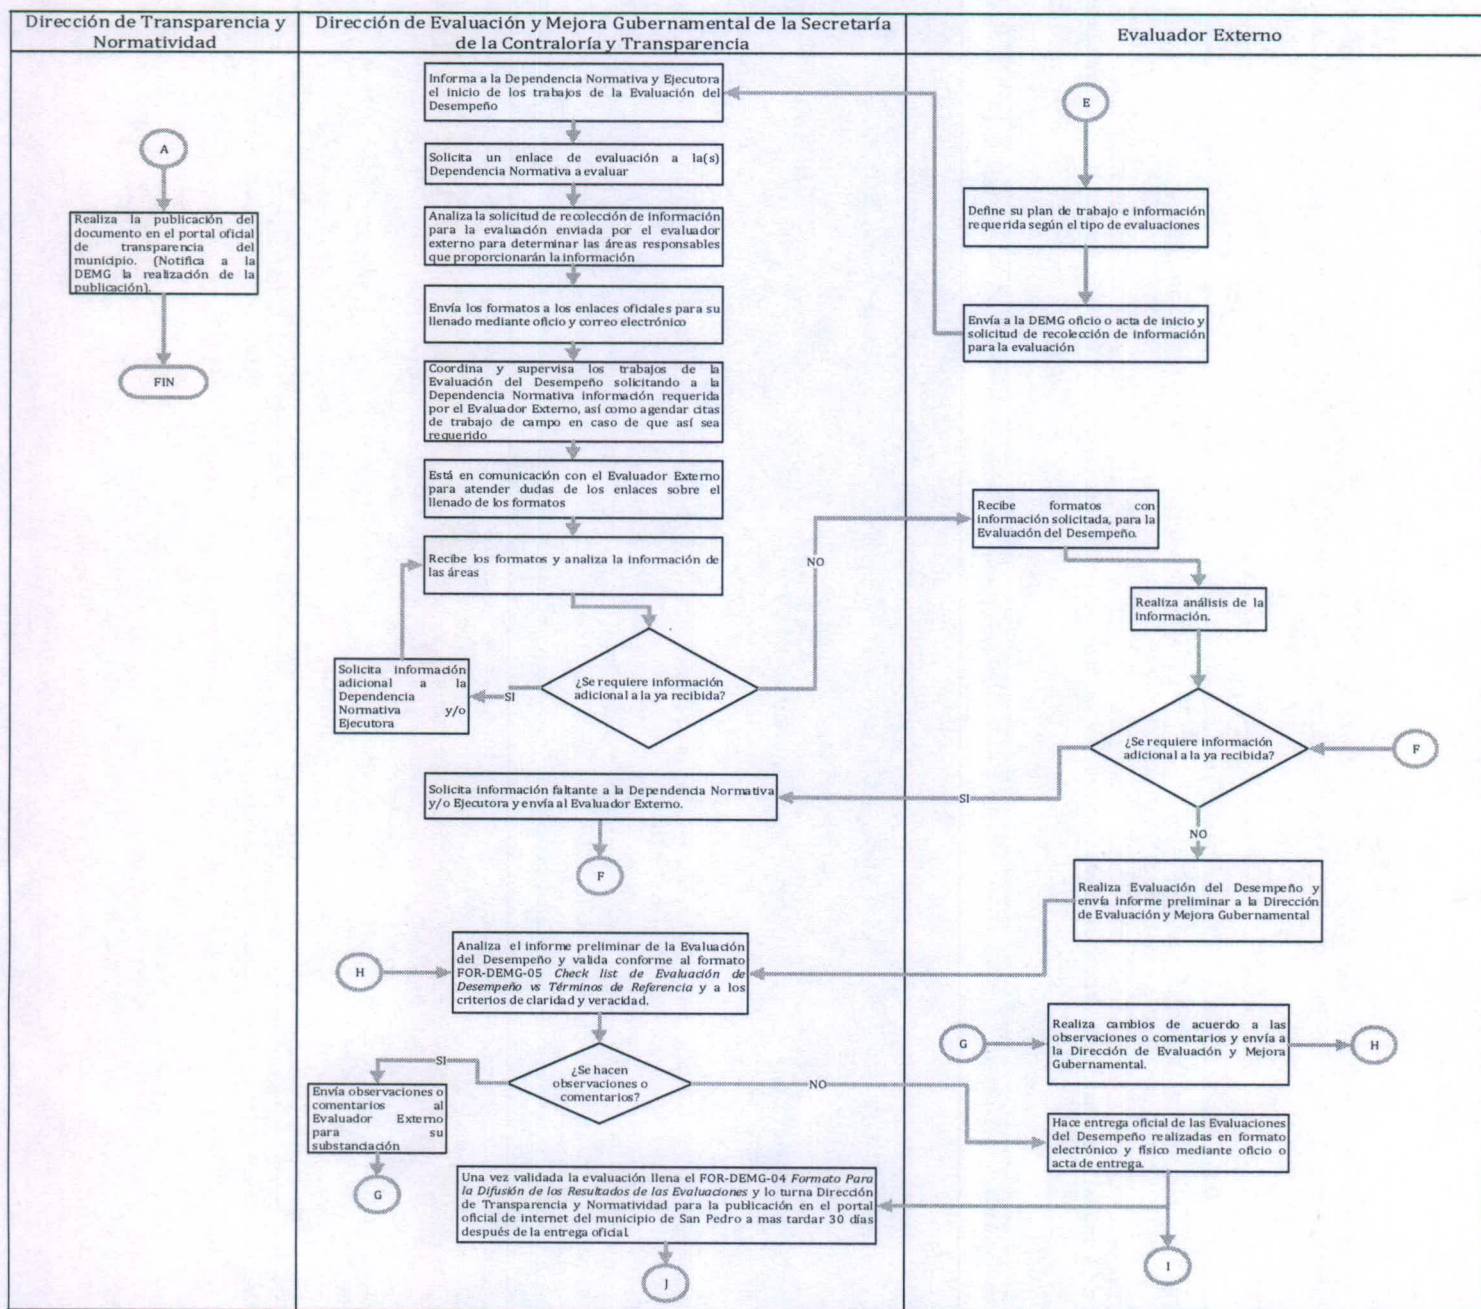 Dirección de Transparencia y
Normatividad
Dirección de Evaluación y Mejora Gubernamental de la Secretaría
de la Contraloría y Transparencia
Evaluador Externo
A
Realiza la publicación del
documento en el portal oficial
de transparencia del
municipio. (Notifica a la
DEMG la realización de la
publicación).
FIN
Informa a la Dependencia Normativa y Ejecutora
el inicio de los trabajos de la Evaluación del
Desempeño
Solicita un enlace de evaluación a la(s)
Dependencia Normativa a evaluar
Analiza la solicitud de recolección de información
para la evaluación enviada por el evaluador
externo para determinar las áreas responsables
que proporcionarán la información
Envía los formatos a los enlaces oficiales para su
llenado mediante oficio y correo electrónico
Coordina y supervisa los trabajos de la
Evaluación del Desempeño solicitando a la
Dependencia Normativa información requerida
por el Evaluador Externo, así como agendar citas
de trabajo de campo en caso de que así sea
requerido
Está en comunicación con el Evaluador Externo
para atender dudas de los enlaces sobre el
llenado de los formatos
Recibe los formatos y analiza la información de
las áreas
¿Se requiere información
adicional a la ya recibida?
SI
NO
Solicita información
adicional a la
Dependencia
Normativa y/o
Ejecutora
Solicita información faltante a la Dependencia Normativa
y/o Ejecutora y envía al Evaluador Externo.
F
H
Analiza el informe preliminar de la Evaluación
del Desempeño y valida conforme al formato
FOR-DEMG-05 Check list de Evaluación de
Desempeño vs Términos de Referencia y a los
criterios de claridad y veracidad.
¿Se hacen
observaciones o
comentarios?
SI
NO
Envía observaciones o
comentarios al
Evaluador Externo
para su
substanciación
G
Una vez validada la evaluación llena el FOR-DEMG-04 Formato Para
la Difusión de los Resultados de las Evaluaciones y lo turna Dirección
de Transparencia y Normatividad para la publicación en el portal
oficial de internet del municipio de San Pedro a mas tardar 30 días
después de la entrega oficial.
J
E
Define su plan de trabajo e información
requerida según el tipo de evaluaciones
Envía a la DEMG oficio o acta de inicio y
solicitud de recolección de información
para la evaluación
Recibe formatos con
información solicitada, para la
Evaluación del Desempeño.
Realiza análisis de la
información.
¿Se requiere información
adicional a la ya recibida?
F
SI
NO
Realiza Evaluación del Desempeño y
envía informe preliminar a la Dirección
de Evaluación y Mejora Gubernamental
G
Realiza cambios de acuerdo a las
observaciones o comentarios y envía a
la Dirección de Evaluación y Mejora
Gubernamental.
H
Hace entrega oficial de las Evaluaciones
del Desempeño realizadas en formato
electrónico y físico mediante oficio o
acta de entrega.
I